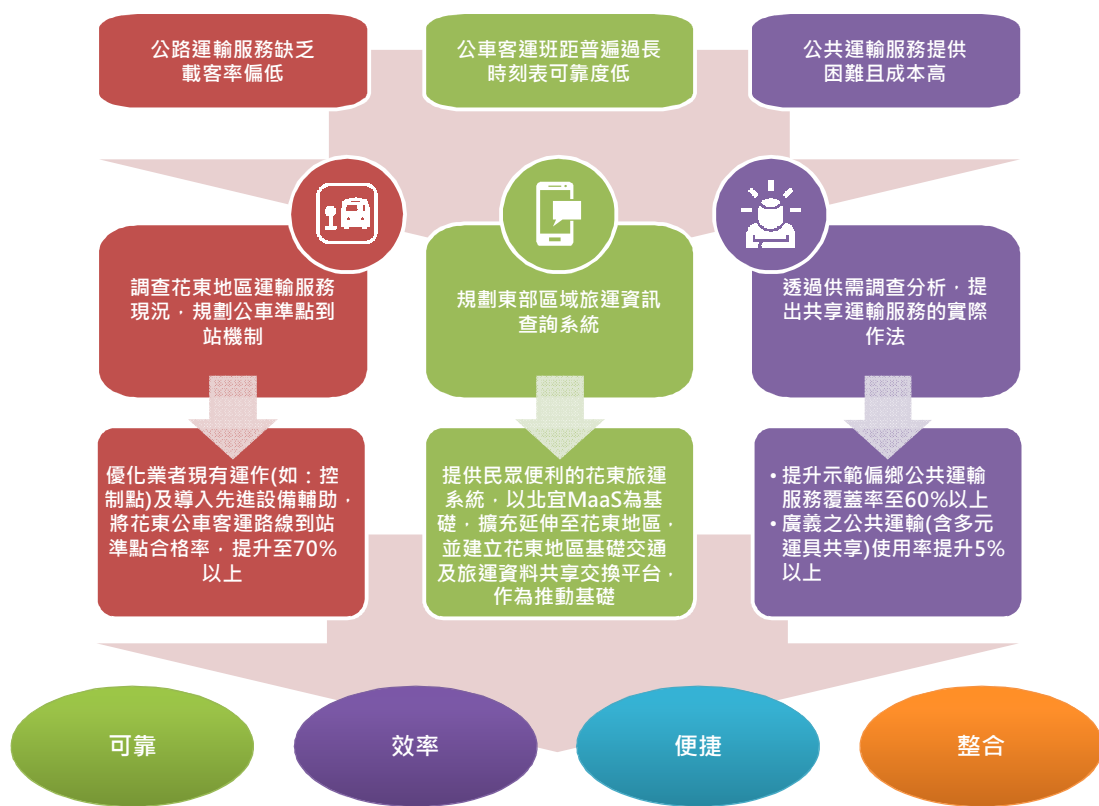 公路運輸服務缺乏
載客率偏低
公車客運班距普遍過長
時刻表可靠度低
公共運輸服務提供
困難且成本高
調查花東地區運輸服務
現況，規劃公車準點到
站機制
規劃東部區域旅運資訊
查詢系統
透過供需調查分析，提
出共享運輸服務的實際
作法
優化業者現有運作(如：控
制點)及導入先進設備輔助，
將花東公車客運路線到站
準點合格率，提升至70%
以上
提供民眾便利的花東旅運
系統，以北宜MaaS為基
礎，擴充延伸至花東地區，
並建立花東地區基礎交通
及旅運資料共享交換平台，
作為推動基礎
•提升示範偏鄉公共運輸
服務覆蓋率至60%以上
•廣義之公共運輸(含多元
運具共享)使用率提升5%
以上
可靠
效率
便捷
整合